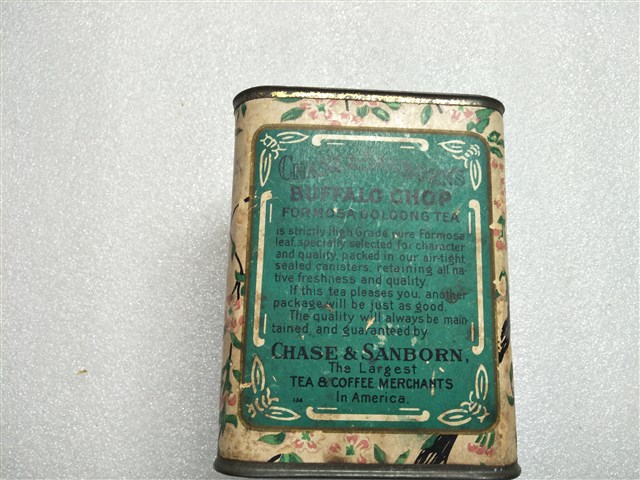 CHASE & SANBORN'S
BUFFALO CHOP
FORMOSA OOLONG TEA
is strictly High Grade pure Formosa
leaf, specially selected for character
and quality, packed in our air-tight
sealed canisters, retaining all na-
tive freshness and quality.
If this tea pleases you, another
package will be just as good.
The quality will always be main-
tained, and guaranteed by
CHASE & SANBORN,
The Largest
TEA & COFFEE MERCHANTS
In America.